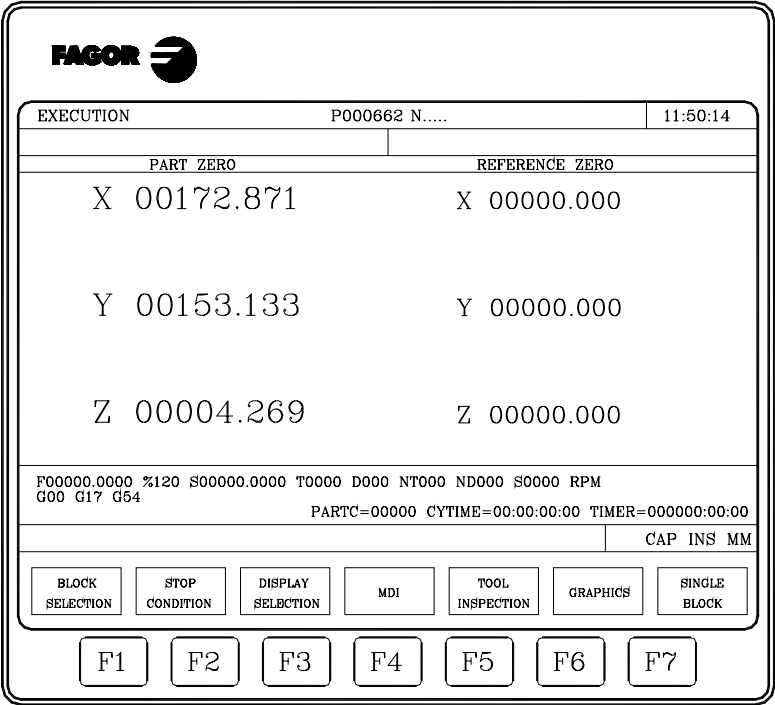 FAGOR
EXECUTION P000662 N..... 11:50:14
PART ZERO REFERENCE ZERO
X 00172.871 X 00000.000
Y 00153.133 Y 00000.000
Z 00004.269 Z 00000.000
F00000.0000 %120 S00000.0000 T0000 D000 NT000 ND000 S0000 RPM
G00 G17 G54
PARTC=00000 CYTIME=00:00:00:00 TIMER=000000:00:00
CAP INS MM
BLOCK SELECTION
STOP CONDITION
DISPLAY SELECTION
MDI
TOOL INSPECTION
GRAPHICS
SINGLE BLOCK
F1 F2 F3 F4 F5 F6 F7